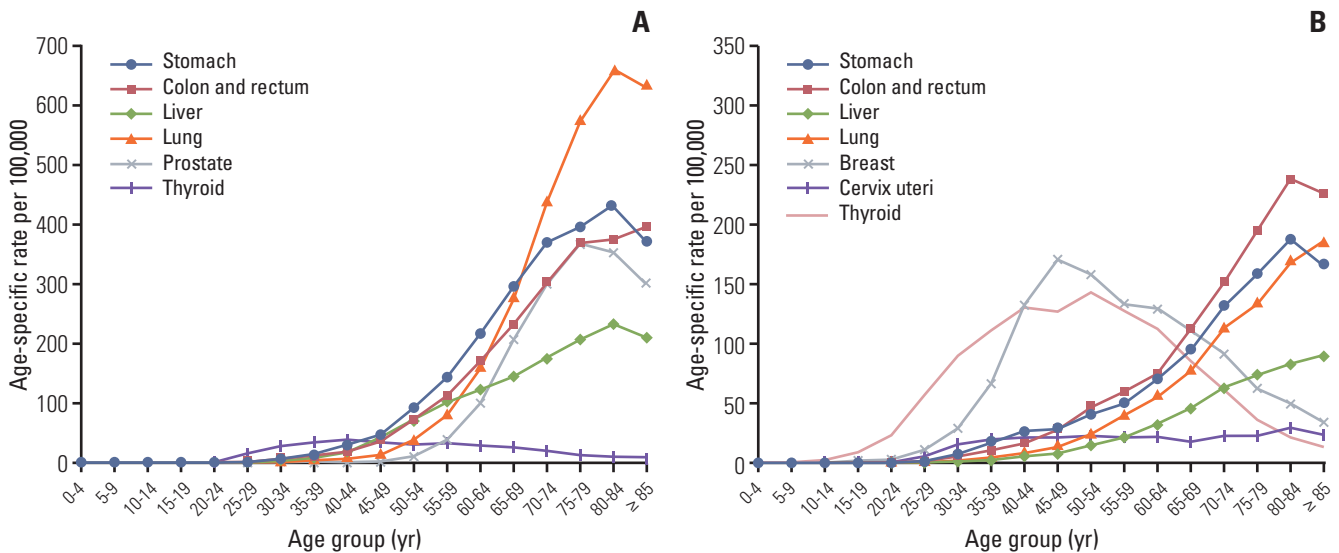 A
Age-specific rate per 100,000
700
600
500
400
300
200
100
0
Stomach
Colon and rectum
Liver
Lung
Prostate
Thyroid
0-4
5-9
10-14
15-19
20-24
25-29
30-34
35-39
40-44
45-49
50-54
55-59
60-64
65-69
70-74
75-79
80-84
≥ 85
Age group (yr)
B
Age-specific rate per 100,000
350
300
250
200
150
100
50
0
Stomach
Colon and rectum
Liver
Lung
Breast
Cervix uteri
Thyroid
0-4
5-9
10-14
15-19
20-24
25-29
30-34
35-39
40-44
45-49
50-54
55-59
60-64
65-69
70-74
75-79
80-84
≥ 85
Age group (yr)